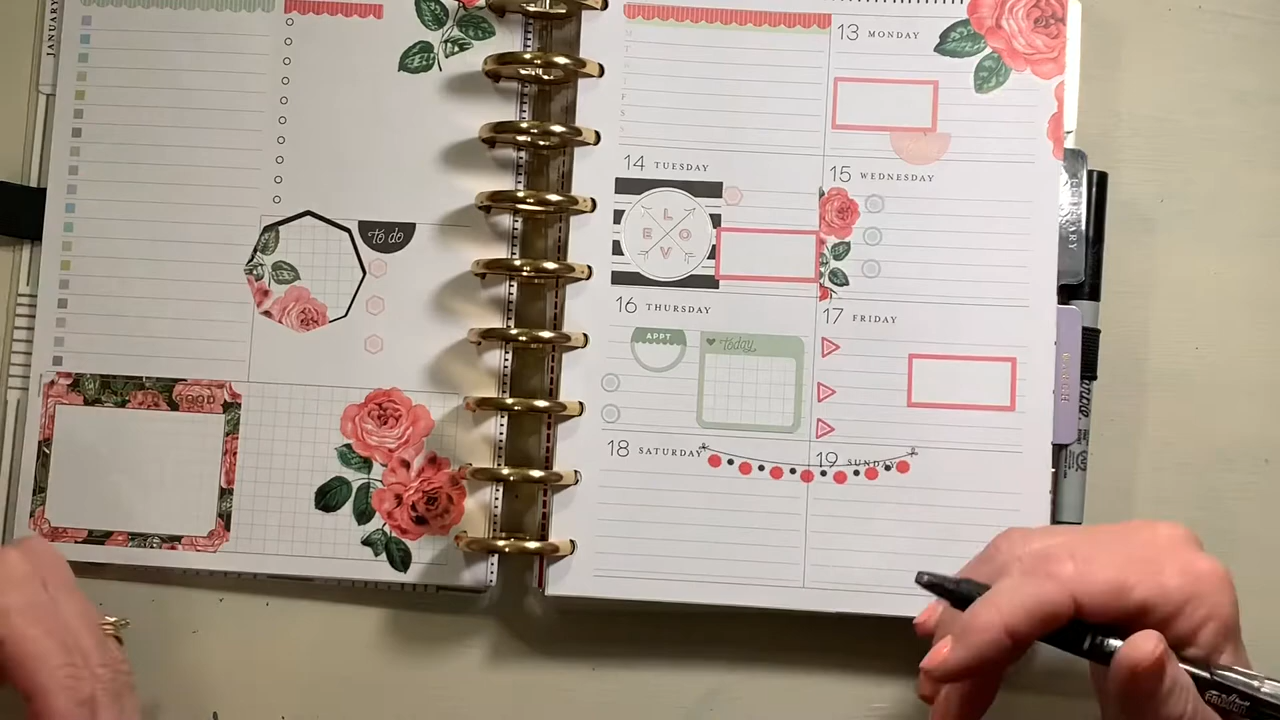 JANUARY
to do
13 MONDAY
14 TUESDAY
15 WEDNESDAY
L
E O
V
16 THURSDAY
17 FRIDAY
APPT
today
18 SATURDAY
19 SUNDAY
M
T
W
T
F
S
S